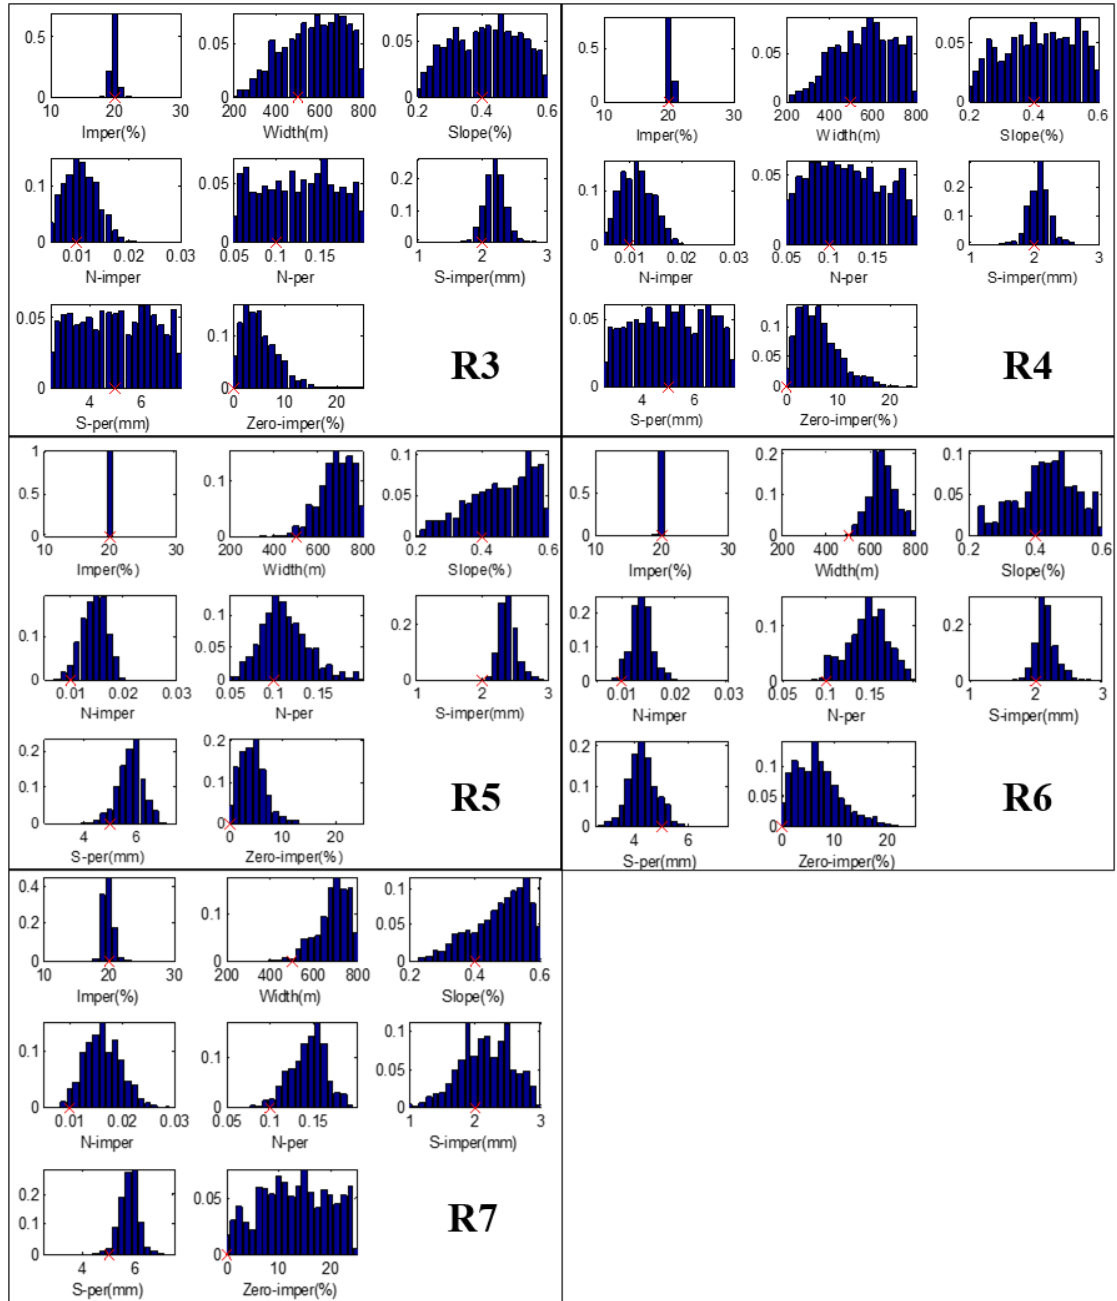 0.5
0
10 20 30
Imper(%)
0.05
0
200 400 600 800
Width(m)
0.05
0
0.2 0.4 0.6
Slope(%)
0.1
0
0.01 0.02 0.03
N-imper
0.05
0
0.05 0.1 0.15
N-per
0.2
0.1
0
1 2 3
S-imper(mm)
0.05
0
4 6
S-per(mm)
0.1
0
0 10 20
Zero-imper(%)
R3
0.5
0
10 20 30
Imper(%)
0.05
0
200 400 600 800
Width(m)
0.05
0
0.2 0.4 0.6
Slope(%)
0.1
0
0.01 0.02 0.03
N-imper
0.05
0
0.05 0.1 0.15
N-per
0.2
0.1
0
1 2 3
S-imper(mm)
0.05
0
4 6
S-per(mm)
0.1
0.05
0
0 10 20
Zero-imper(%)
R4
1
0.5
0
10 20 30
Imper(%)
0.1
0.05
0
200 400 600 800
Width(m)
0.1
0.05
0
0.2 0.4 0.6
Slope(%)
0.1
0
0.01 0.02 0.03
N-imper
0.1
0.05
0
0.05 0.1 0.15
N-per
0.2
0
1 2 3
S-imper(mm)
0.2
0.1
0
4 6
S-per(mm)
0.2
0.1
0
0 10 20
Zero-imper(%)
R5
0.5
0
10 20 30
Imper(%)
0.2
0.1
0
200 400 600 800
Width(m)
0.1
0.05
0
0.2 0.4 0.6
Slope(%)
0.2
0.1
0
0.01 0.02 0.03
N-imper
0.1
0
0.05 0.1 0.15
N-per
0.2
0
1 2 3
S-imper(mm)
0.2
0.1
0
4 6
S-per(mm)
0.1
0.05
0
0 10 20
Zero-imper(%)
R6
0.4
0.2
0
10 20 30
Imper(%)
0.1
0
200 400 600 800
Width(m)
0.1
0.05
0
0.2 0.4 0.6
Slope(%)
0.1
0
0.01 0.02 0.03
N-imper
0.1
0
0.05 0.1 0.15
N-per
0.1
0.05
0
1 2 3
S-imper(mm)
0.2
0.1
0
4 6
S-per(mm)
0.05
0
0 10 20
Zero-imper(%)
R7